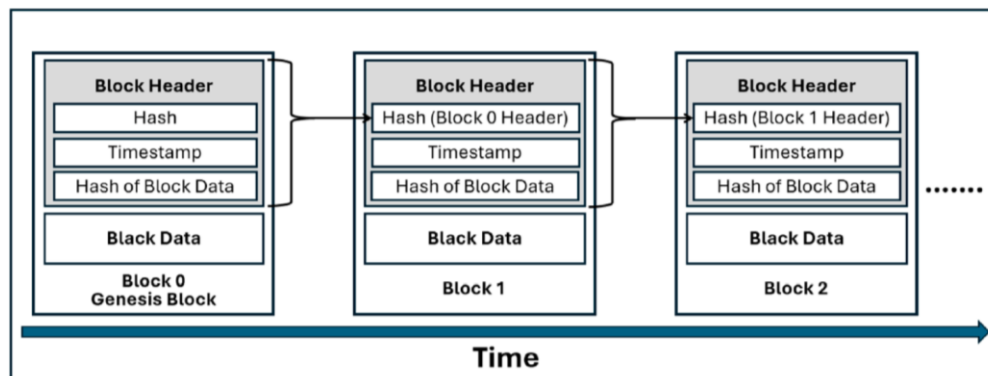 Block Header
Hash
Timestamp
Hash of Block Data
Black Data
Block 0
Genesis Block
Block Header
Hash (Block 0 Header)
Timestamp
Hash of Block Data
Black Data
Block 1
Block Header
Hash (Block 1 Header)
Timestamp
Hash of Block Data
Black Data
Block 2
.......
Time